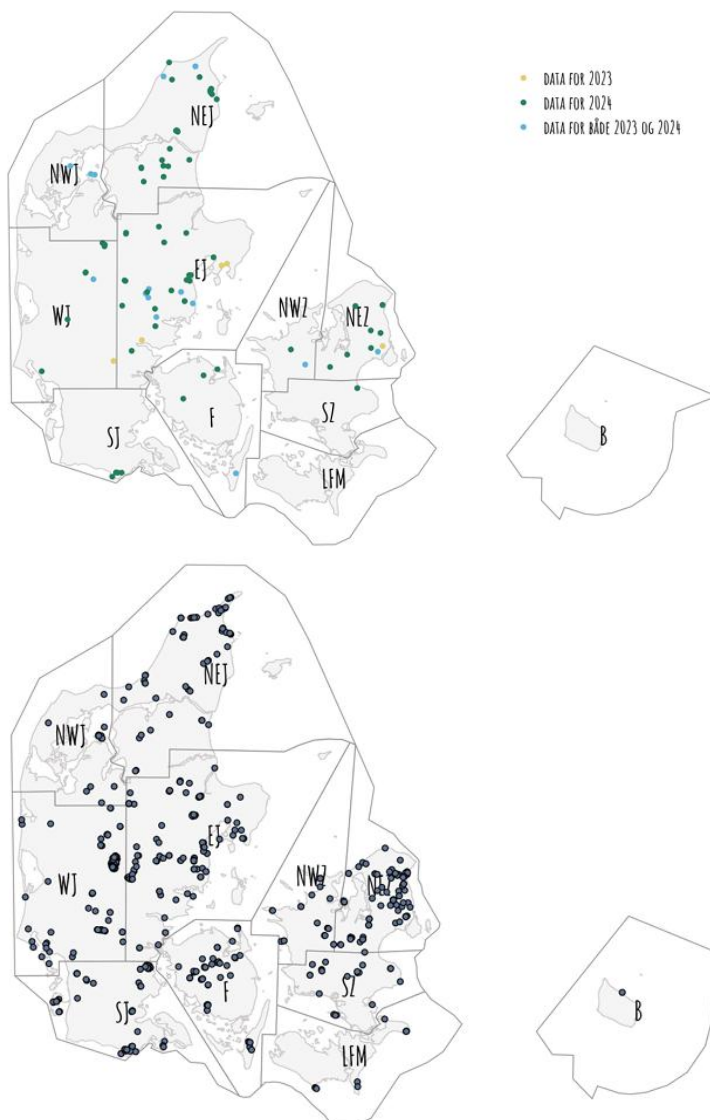 DATA FOR 2023
DATA FOR 2024
DATA FOR BÅDE 2023 OG 2024
NEJ
NWJ
EJ
NWZ
NEZ
WJ
F
SZ
B
SJ
LFM
NEJ
NWJ
EJ
NWZ
NEZ
WJ
F
SZ
B
SJ
LFM